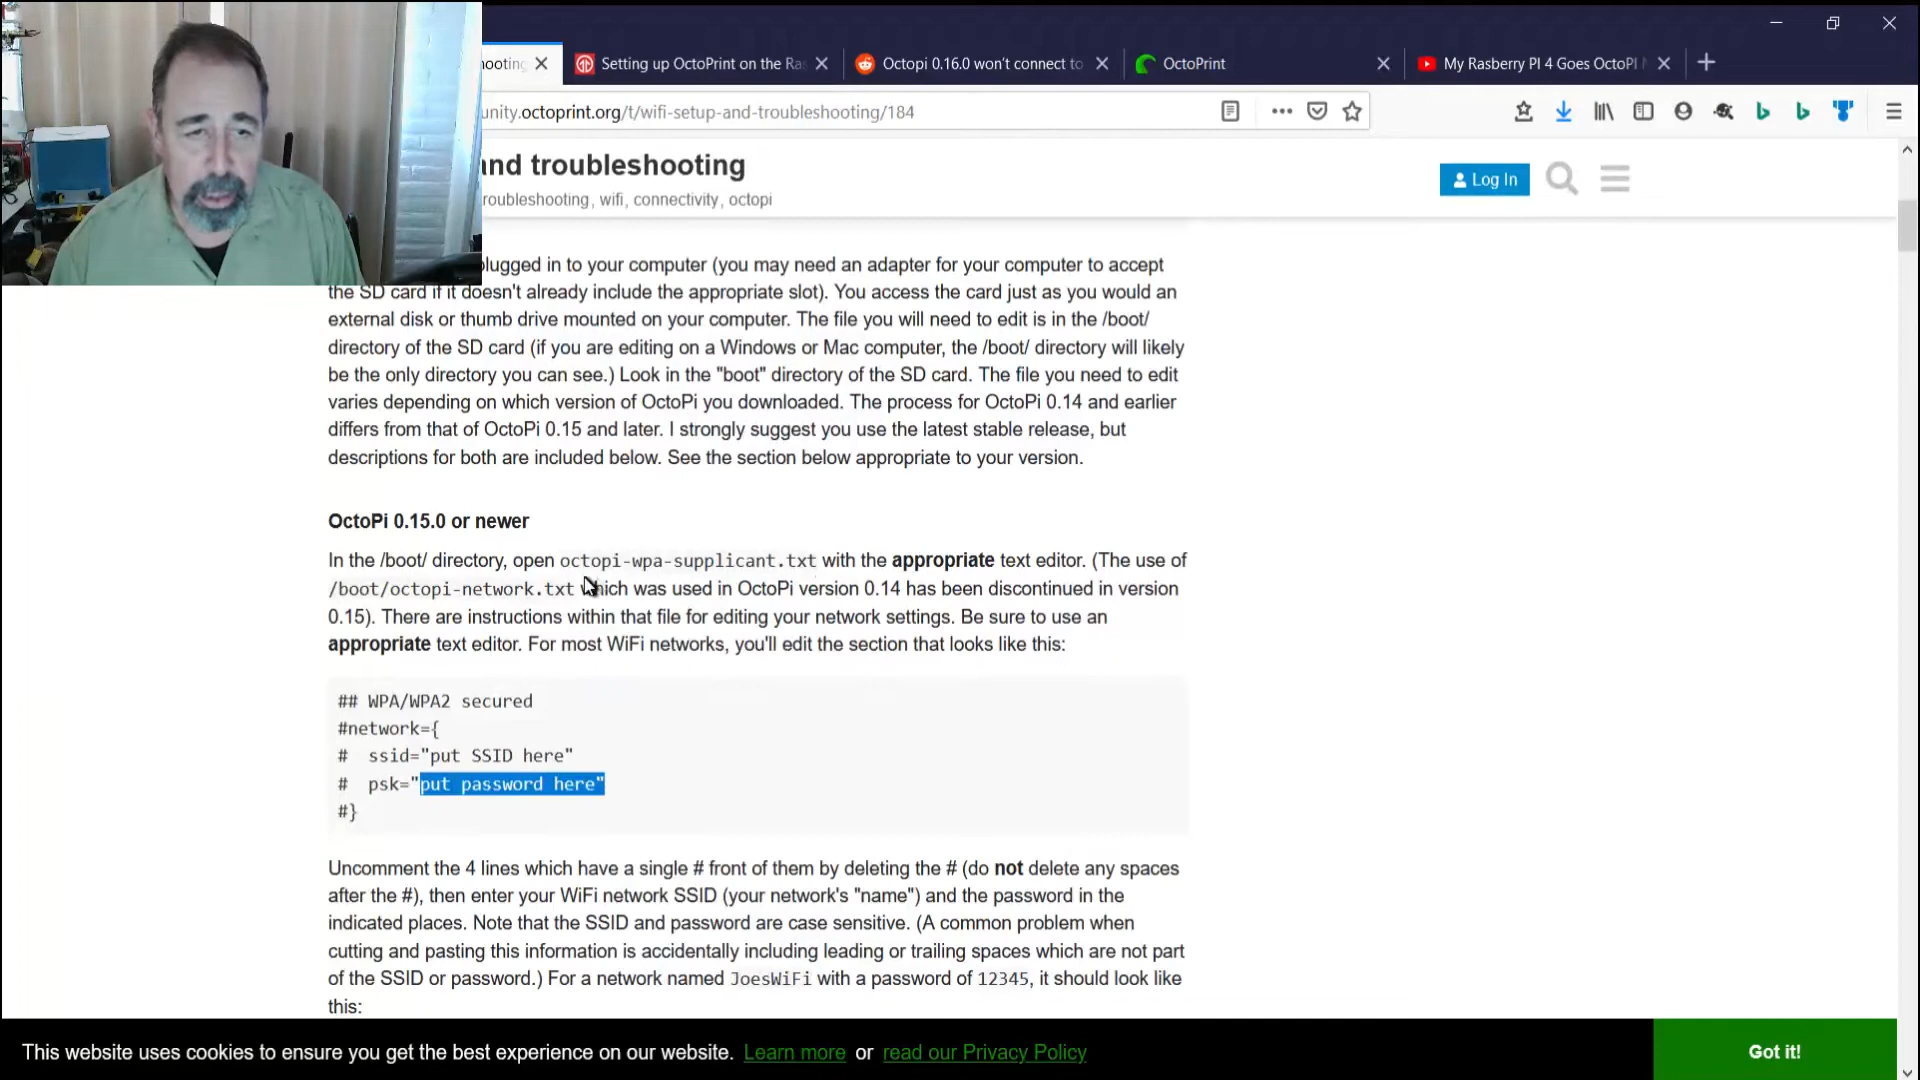 ooting
Setting up OctoPrint on the Ras
Octopi 0.16.0 won't connect to
OctoPrint
My Rasberry PI 4 Goes OctoPI
unity.octoprint.org/t/wifi-setup-and-troubleshooting/184
nd troubleshooting
roubleshooting, wifi, connectivity, octopi
Log In
plugged in to your computer (you may need an adapter for your computer to accept
the SD card if it doesn't already include the appropriate slot). You access the card just as you would an
external disk or thumb drive mounted on your computer. The file you will need to edit is in the /boot/
directory of the SD card (if you are editing on a Windows or Mac computer, the /boot/ directory will likely
be the only directory you can see.) Look in the "boot" directory of the SD card. The file you need to edit
varies depending on which version of OctoPi you downloaded. The process for OctoPi 0.14 and earlier
differs from that of OctoPi 0.15 and later. I strongly suggest you use the latest stable release, but
descriptions for both are included below. See the section below appropriate to your version.
OctoPi 0.15.0 or newer
In the /boot/ directory, open octopi-wpa-supplicant.txt with the appropriate text editor. (The use of
/boot/octopi-network.txt which was used in OctoPi version 0.14 has been discontinued in version
0.15). There are instructions within that file for editing your network settings. Be sure to use an
appropriate text editor. For most WiFi networks, you'll edit the section that looks like this:
## WPA/WPA2 secured
#network={
#  ssid="put SSID here"
#  psk="put password here"
#}
Uncomment the 4 lines which have a single # front of them by deleting the # (do not delete any spaces
after the #), then enter your WiFi network SSID (your network's "name") and the password in the
indicated places. Note that the SSID and password are case sensitive. (A common problem when
cutting and pasting this information is accidentally including leading or trailing spaces which are not part
of the SSID or password.) For a network named JoesWiFi with a password of 12345, it should look like
this:
This website uses cookies to ensure you get the best experience on our website. Learn more or read our Privacy Policy
Got it!